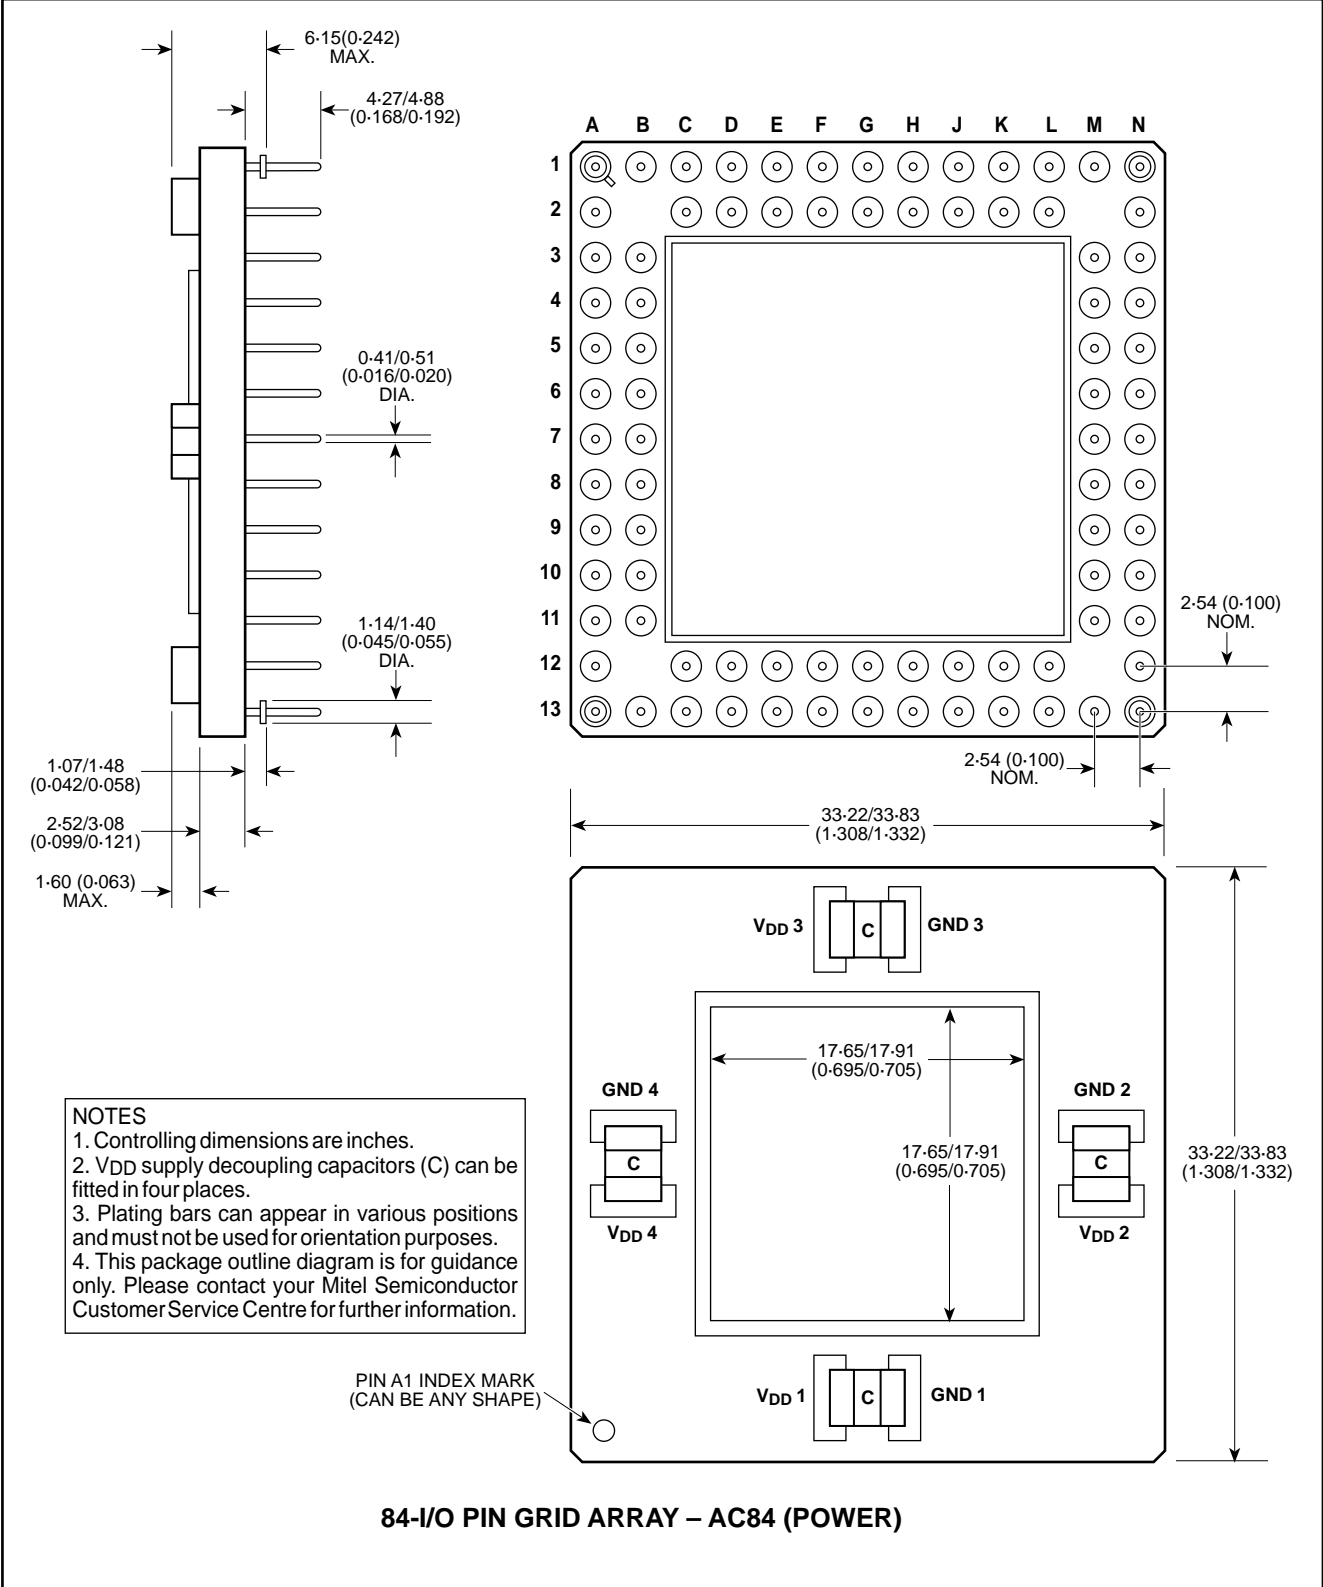 6·15(0·242)
MAX.
4·27/4·88
(0·168/0·192)
A B C D E F G H J K L M N
1
2
3
4
5
6
7
8
9
10
11
12
13
0·41/0·51
(0·016/0·020)
DIA.
1·14/1·40
(0·045/0·055)
DIA.
2·54 (0·100)
NOM.
2·54 (0·100)
NOM.
1·07/1·48
(0·042/0·058)
2·52/3·08
(0·099/0·121)
1·60 (0·063)
MAX.
33·22/33·83
(1·308/1·332)
VDD 3 C GND 3
17·65/17·91
(0·695/0·705)
GND 4
C
VDD 4
17·65/17·91
(0·695/0·705)
GND 2
C
VDD 2
33·22/33·83
(1·308/1·332)
NOTES
1. Controlling dimensions are inches.
2. VDD supply decoupling capacitors (C) can be
fitted in four places.
3. Plating bars can appear in various positions
and must not be used for orientation purposes.
4. This package outline diagram is for guidance
only. Please contact your Mitel Semiconductor
Customer Service Centre for further information.
PIN A1 INDEX MARK
(CAN BE ANY SHAPE)
VDD 1 C GND 1
84-I/O PIN GRID ARRAY – AC84 (POWER)